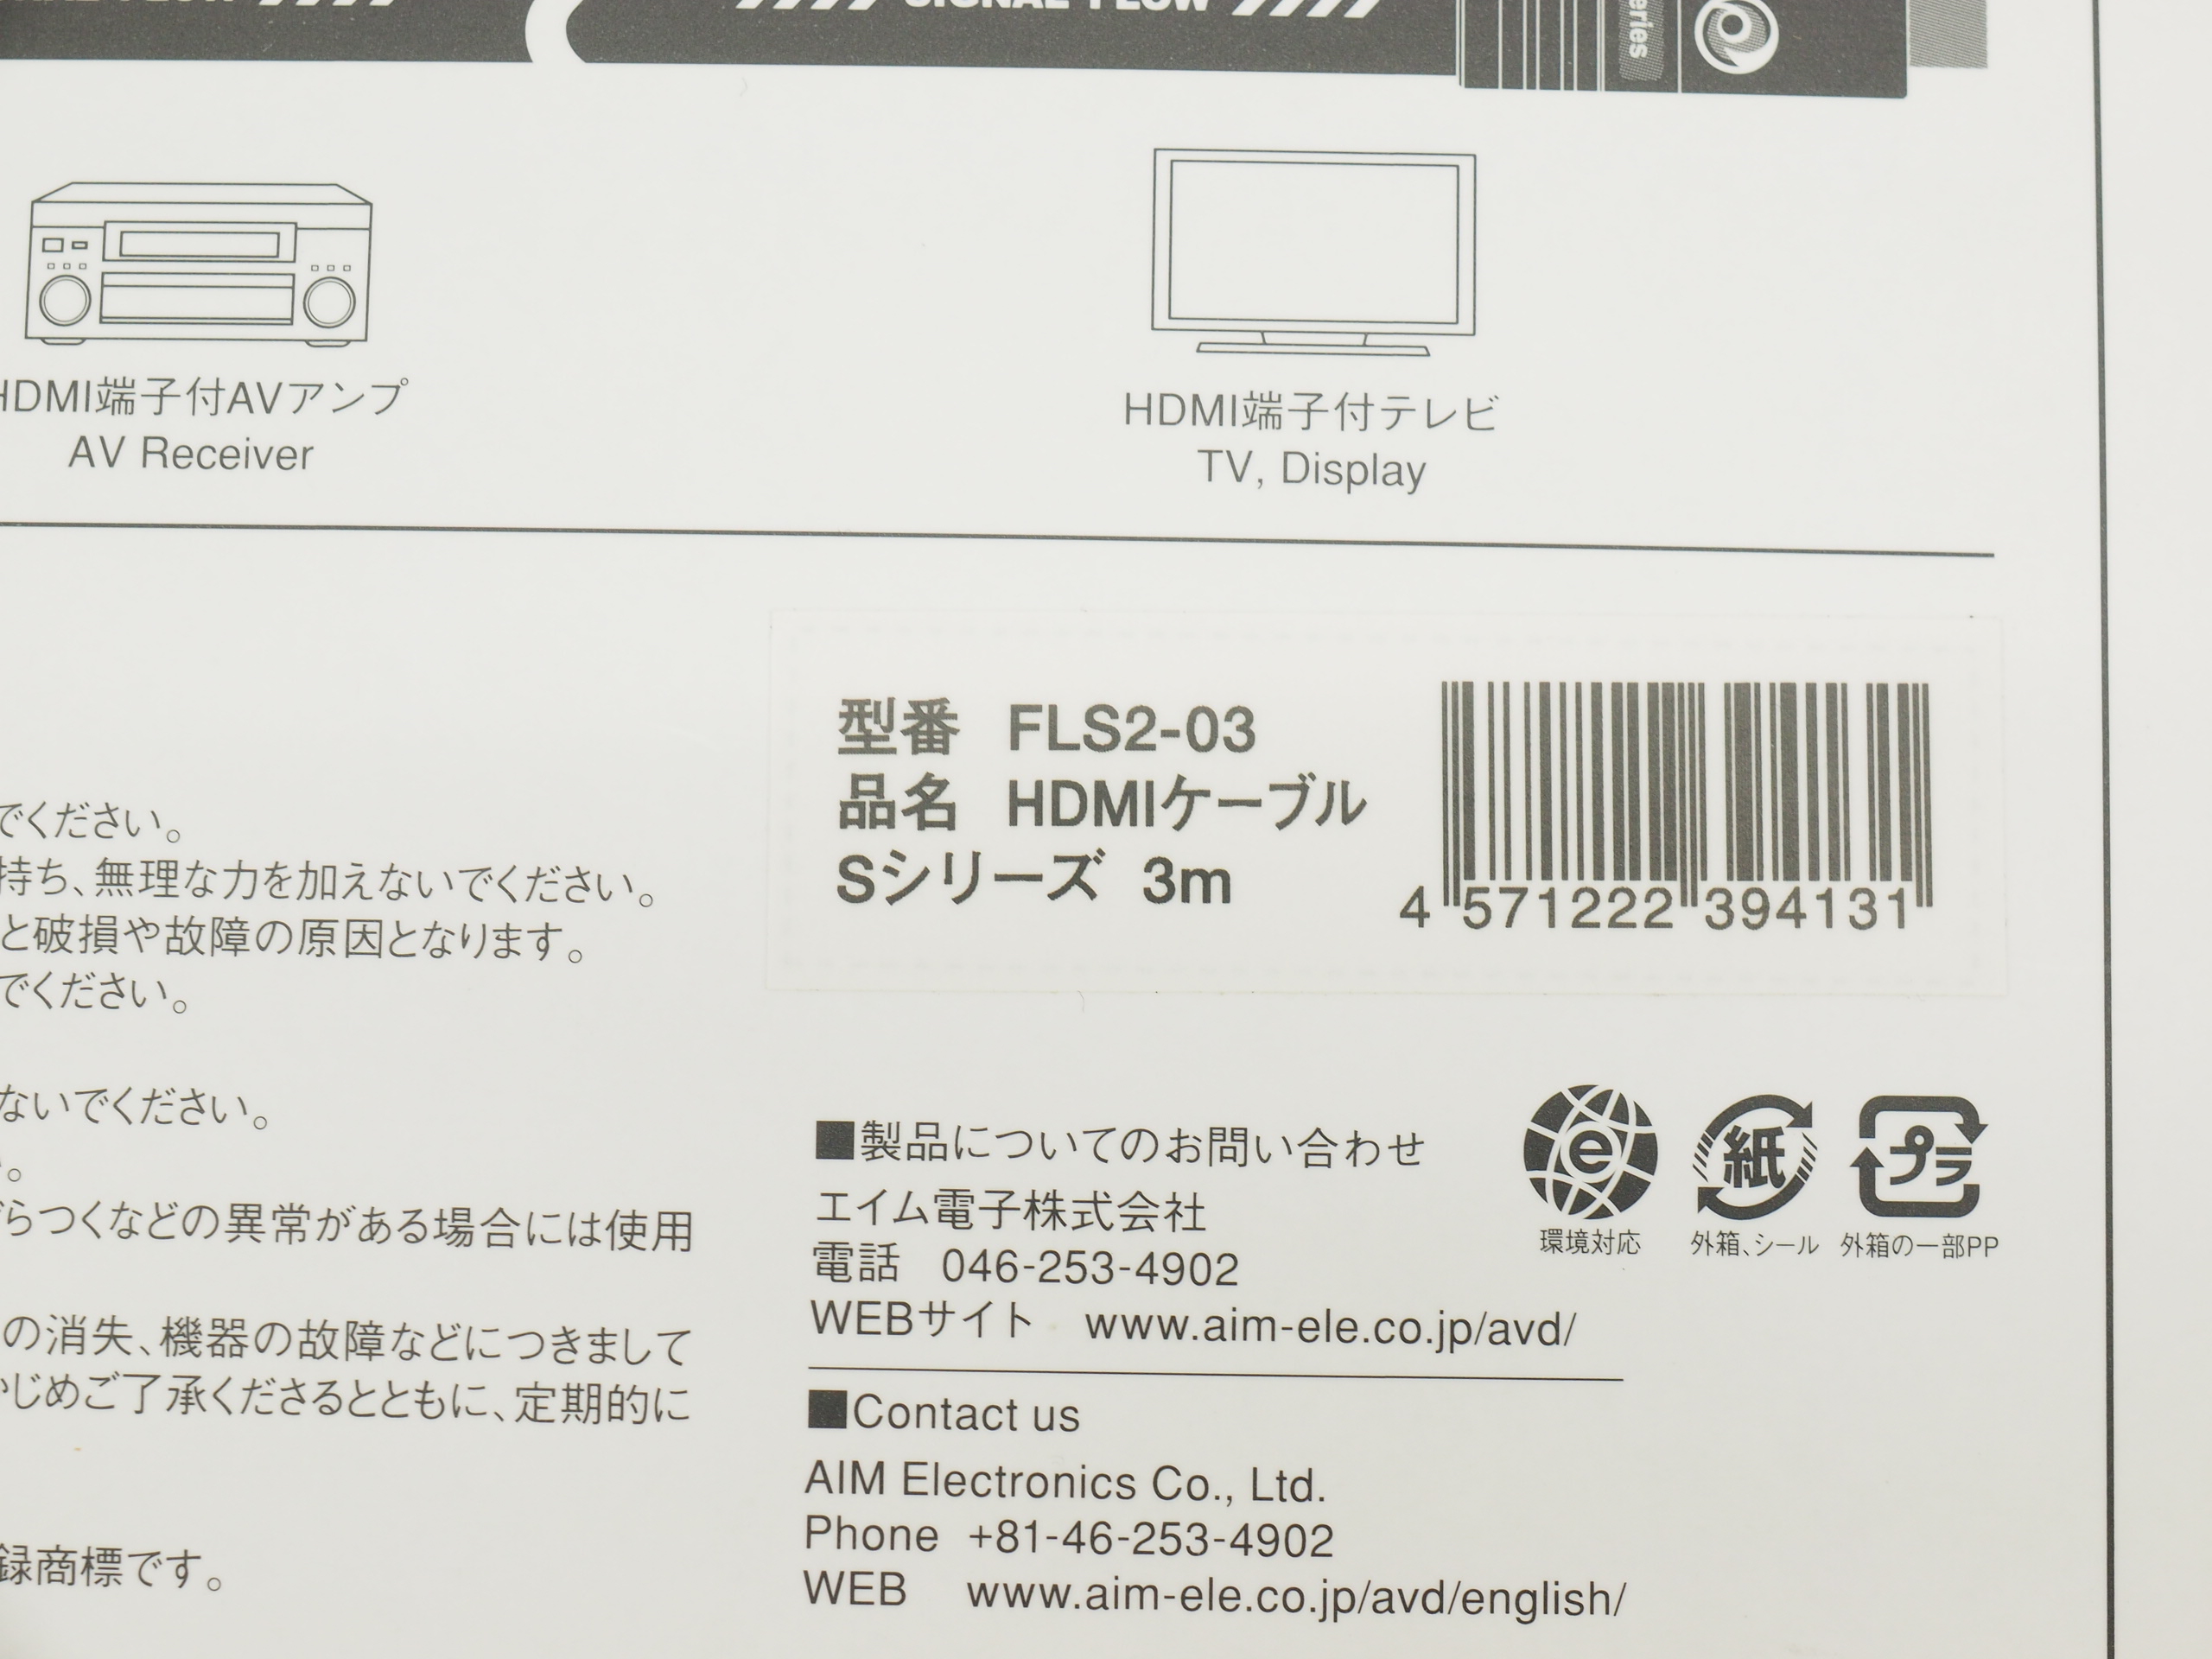 SIGNAL FLOW
eries
HDMI端子付AVアンプ
AV Receiver
HDMI端子付テレビ
TV, Display
型番 FLS2-03
品名 HDMIケーブル
Sシリーズ 3m
4 571222 394131
でください。
持ち、無理な力を加えないでください。
と破損や故障の原因となります。
でください。
ないでください。
。
らつくなどの異常がある場合には使用
の消失、機器の故障などにつきまして
かじめご了承くださるとともに、定期的に
録商標です。
■製品についてのお問い合わせ
エイム電子株式会社
電話 046-253-4902
WEBサイト www.aim-ele.co.jp/avd/
e
環境対応
紙
外箱、シール
プラ
外箱の一部PP
■Contact us
AIM Electronics Co., Ltd.
Phone +81-46-253-4902
WEB www.aim-ele.co.jp/avd/english/